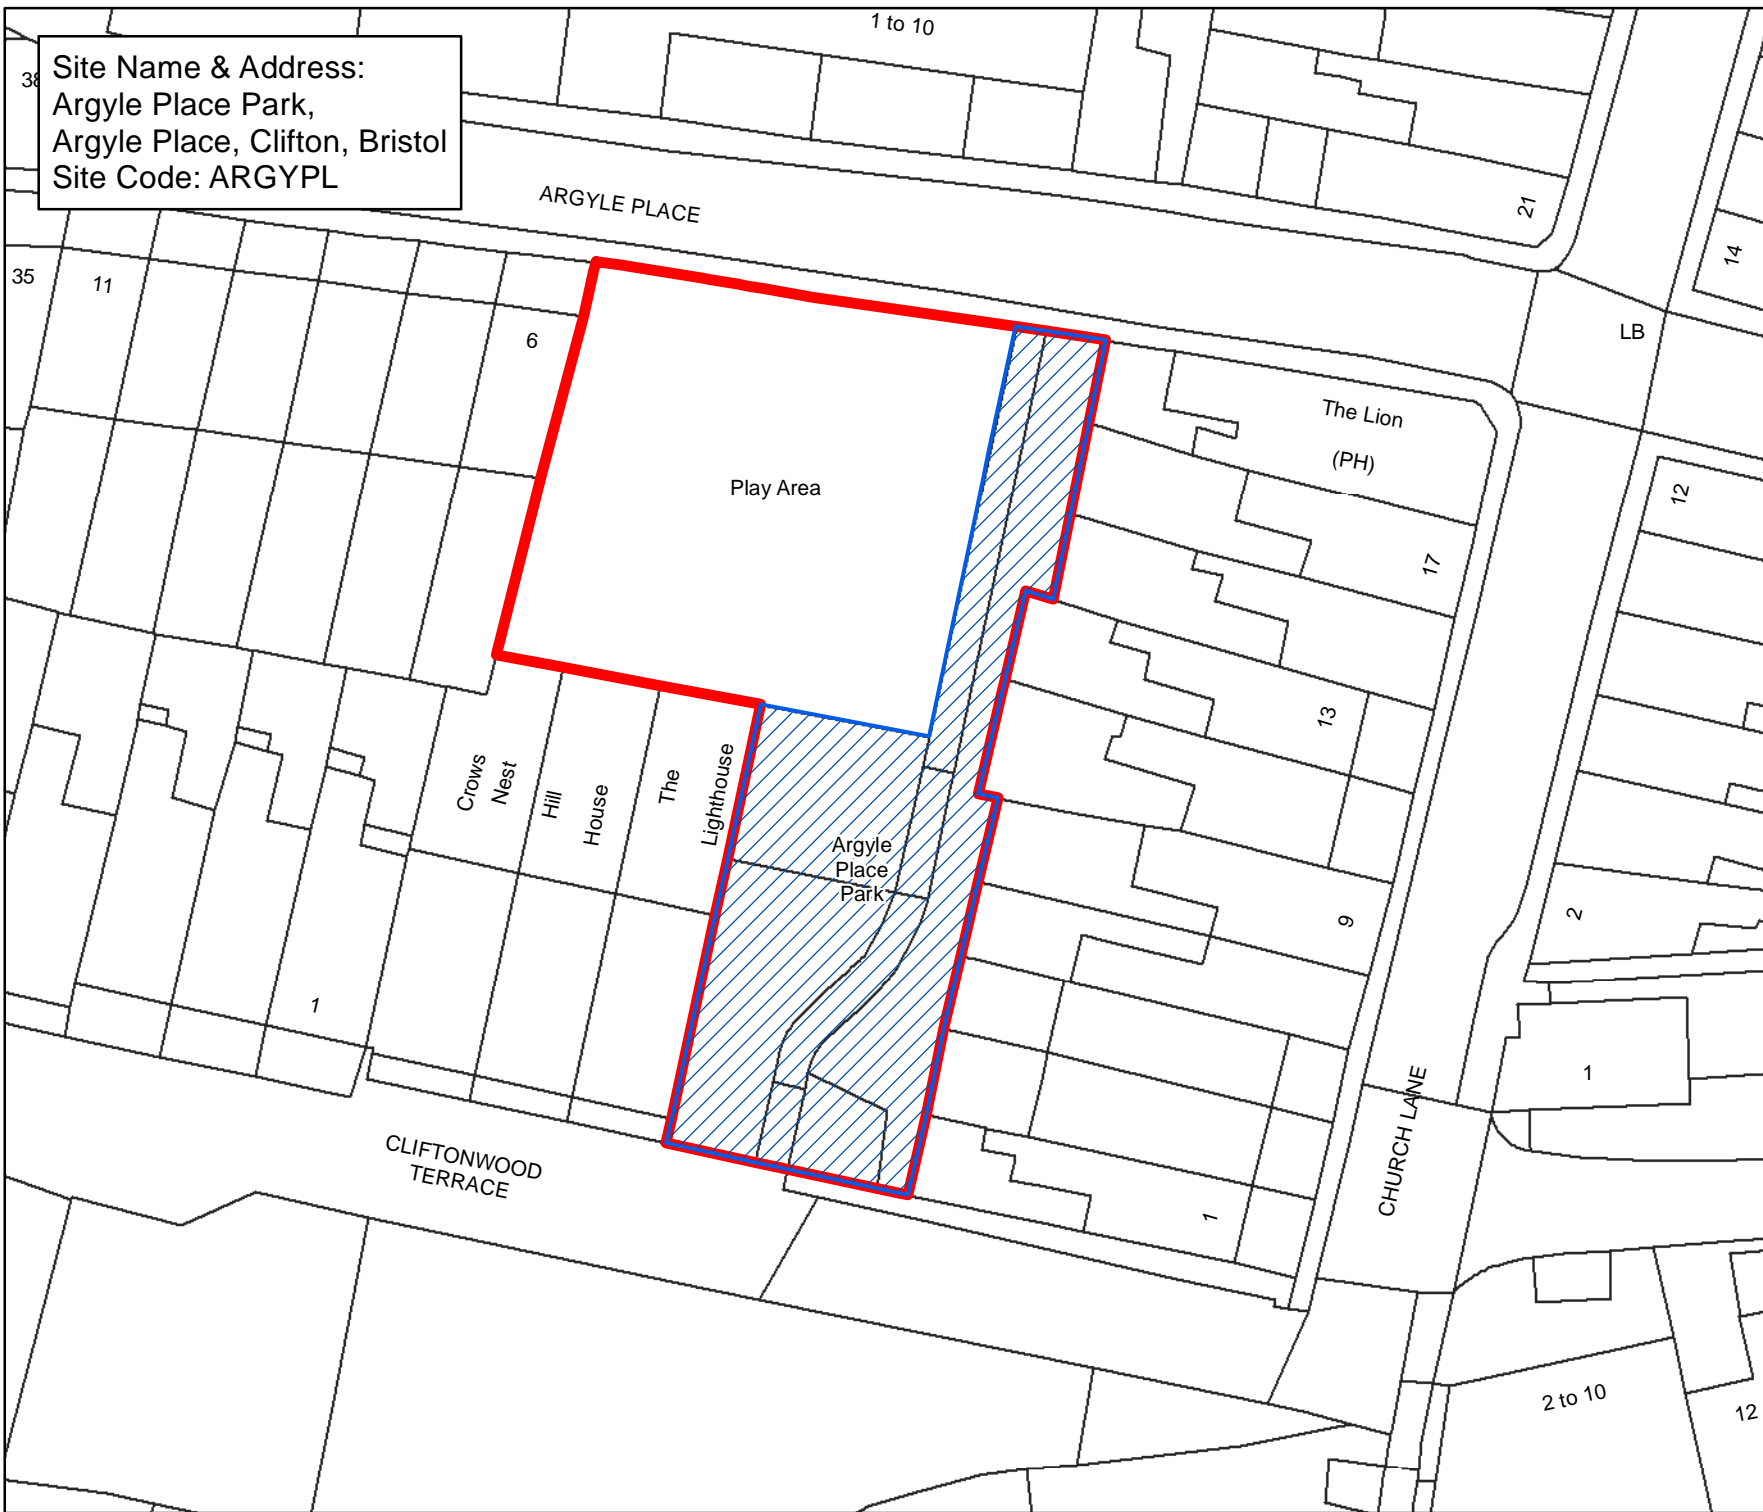 1 to 10
38
Site Name & Address:
Argyle Place Park,
Argyle Place, Clifton, Bristol
Site Code: ARGYPL
ARGYLE PLACE
21
14
35
11
6
LB
The Lion
(PH)
Play Area
12
17
13
Crows
Nest
Hill
House
The
Lighthouse
Argyle
Place
Park
9
2
1
1
CHURCH LANE
CLIFTONWOOD
TERRACE
1
2 to 10
12